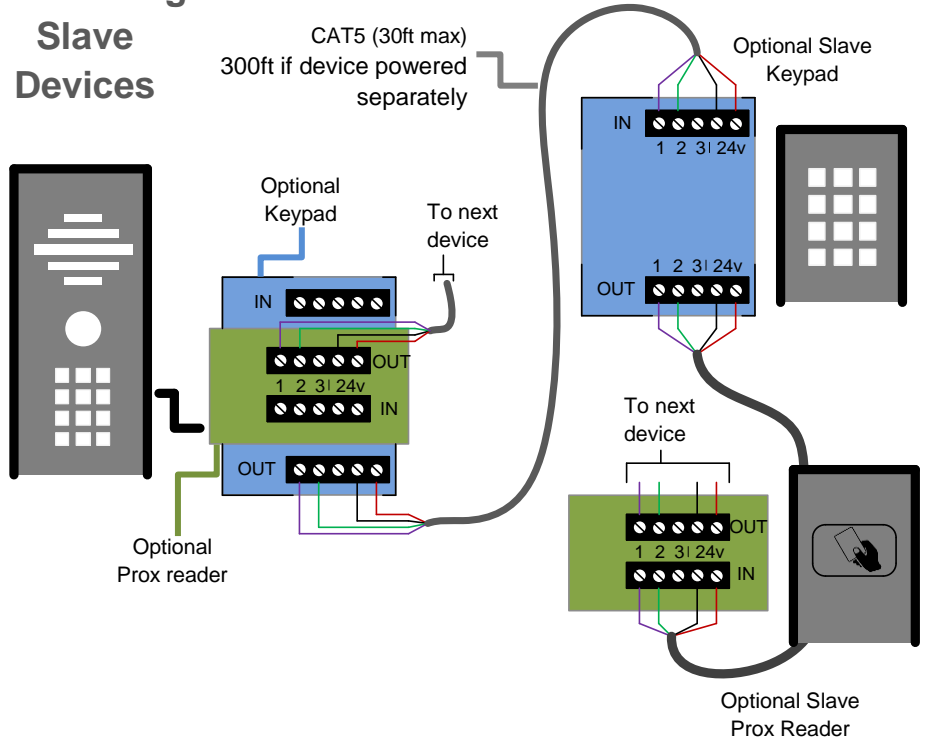 Slave
Devices
CAT5 (30ft max)
300ft if device powered
separately
Optional Slave
Keypad
IN
1 2 3 24v
1 2 3 24v
OUT
Optional
Keypad
To next
device
IN
OUT
1 2 3 24v
IN
OUT
Optional
Prox reader
To next
device
OUT
1 2 3 24v
IN
Optional Slave
Prox Reader